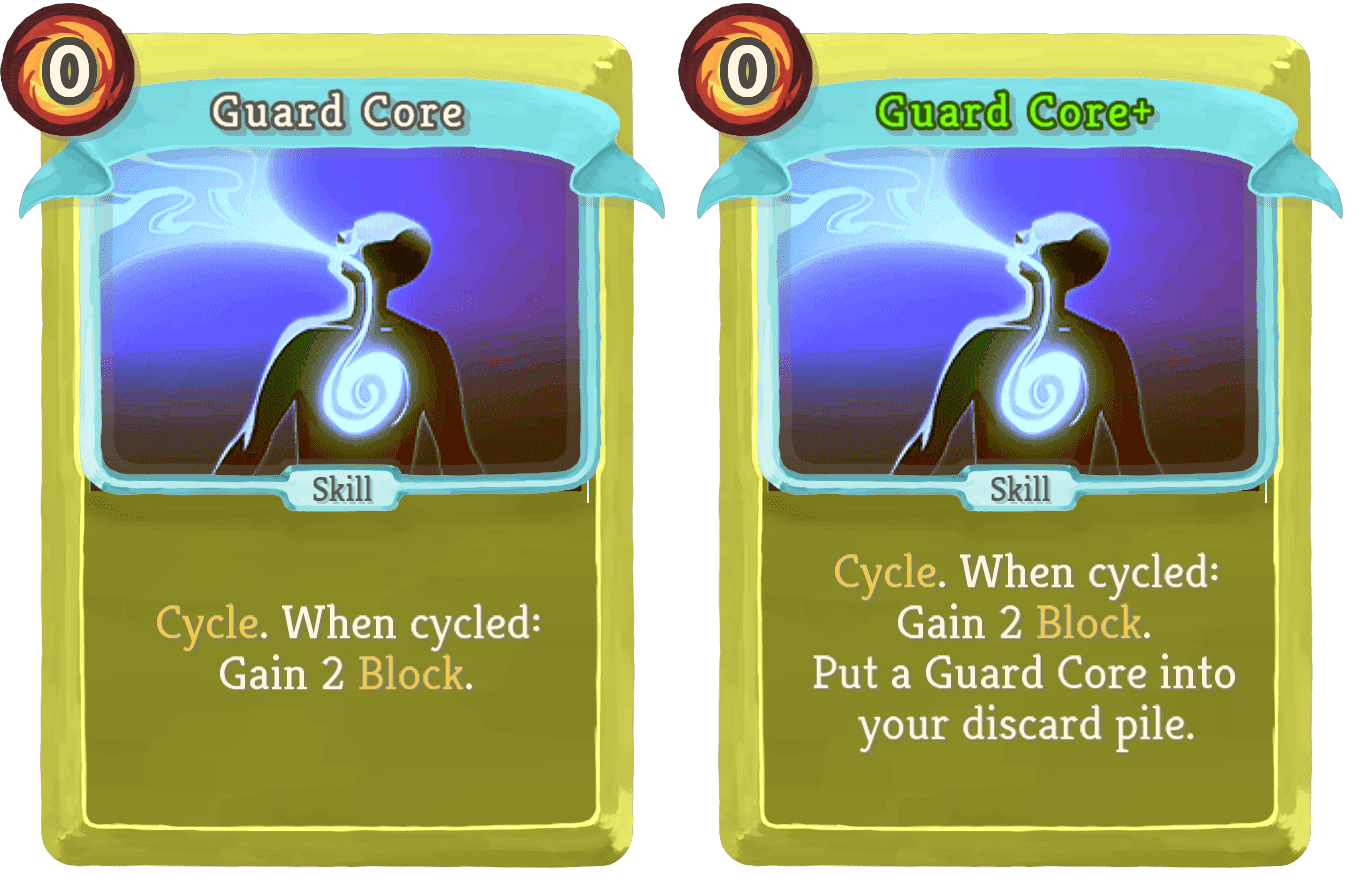 0
Guard Core
Skill
Cycle. When cycled:
Gain 2 Block.
0
Guard Core+
Skill
Cycle. When cycled:
Gain 2 Block.
Put a Guard Core into
your discard pile.